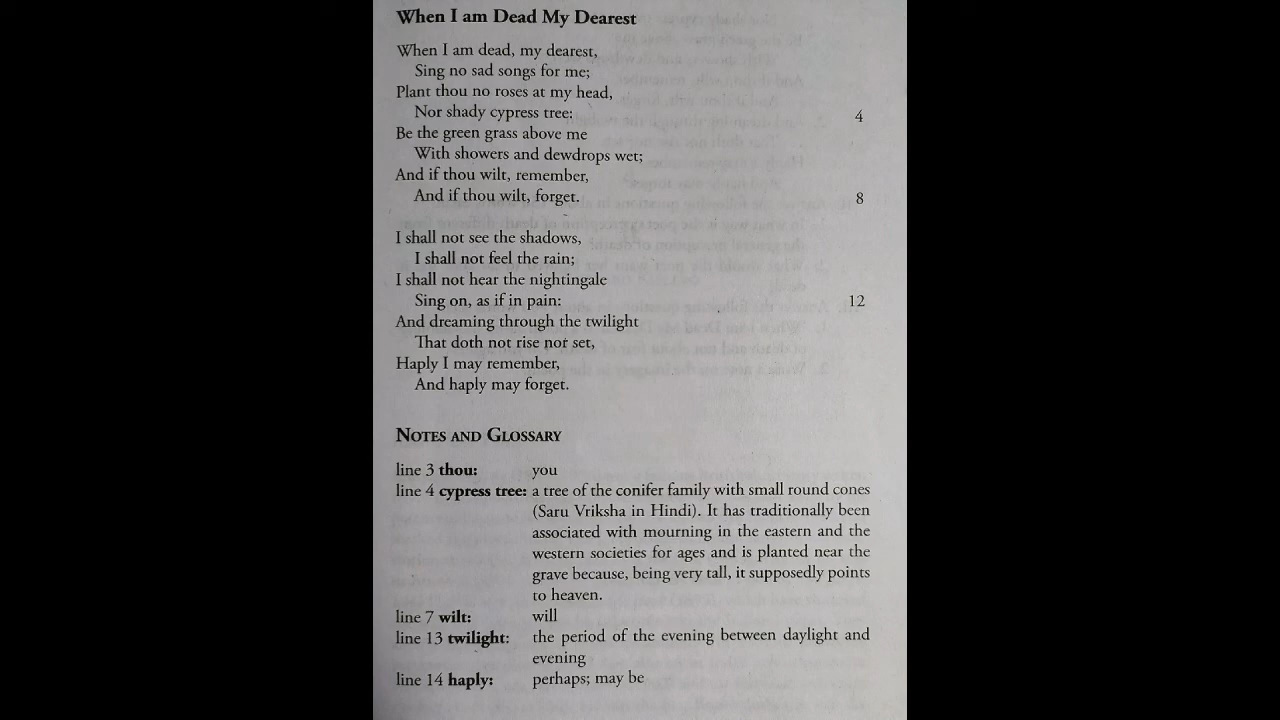 When I am Dead My Dearest
When I am dead, my dearest,
Sing no sad songs for me;
Plant thou no roses at my head,
Nor shady cypress tree: 4
Be the green grass above me
With showers and dewdrops wet;
And if thou wilt, remember,
And if thou wilt, forget. 8
I shall not see the shadows,
I shall not feel the rain;
I shall not hear the nightingale
Sing on, as if in pain: 12
And dreaming through the twilight
That doth not rise nor set,
Haply I may remember,
And haply may forget.
NOTES AND GLOSSARY
line 3 thou: you
line 4 cypress tree: a tree of the conifer family with small round cones
(Saru Vriksha in Hindi). It has traditionally been
associated with mourning in the eastern and the
western societies for ages and is planted near the
grave because, being very tall, it supposedly points
to heaven.
line 7 wilt: will
line 13 twilight: the period of the evening between daylight and
evening
line 14 haply: perhaps; may be